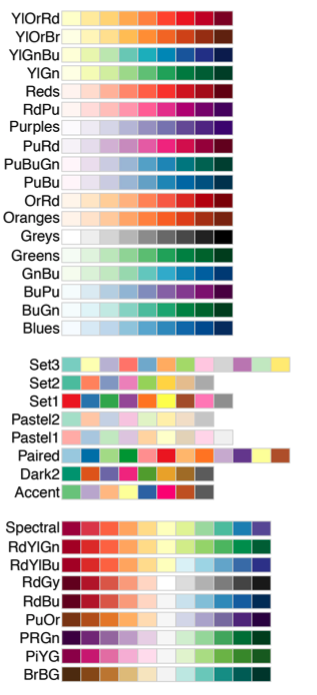 YlOrRd
YlOrBr
YlGnBu
YlGn
Reds
RdPu
Purples
PuRd
PuBuGn
PuBu
OrRd
Oranges
Greys
Greens
GnBu
BuPu
BuGn
Blues
Set3
Set2
Set1
Pastel2
Pastel1
Paired
Dark2
Accent
Spectral
RdYlGn
RdYlBu
RdGy
RdBu
PuOr
PRGn
PiYG
BrBG